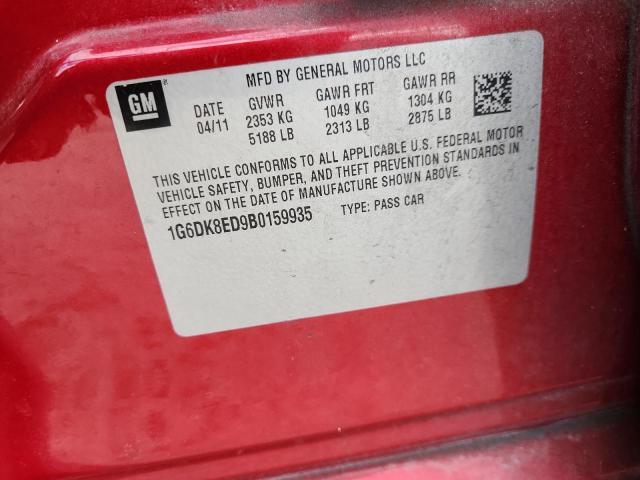 MFD BY GENERAL MOTORS LLC
GM
DATE GVWR GAWR FRT GAWR RR
04/11 2353 KG 1049 KG 1304 KG
5188 LB 2313 LB 2875 LB
THIS VEHICLE CONFORMS TO ALL APPLICABLE U.S. FEDERAL MOTOR
VEHICLE SAFETY, BUMPER, AND THEFT PREVENTION STANDARDS IN
EFFECT ON THE DATE OF MANUFACTURE SHOWN ABOVE.
1G6DK8ED9B0159935 TYPE: PASS CAR